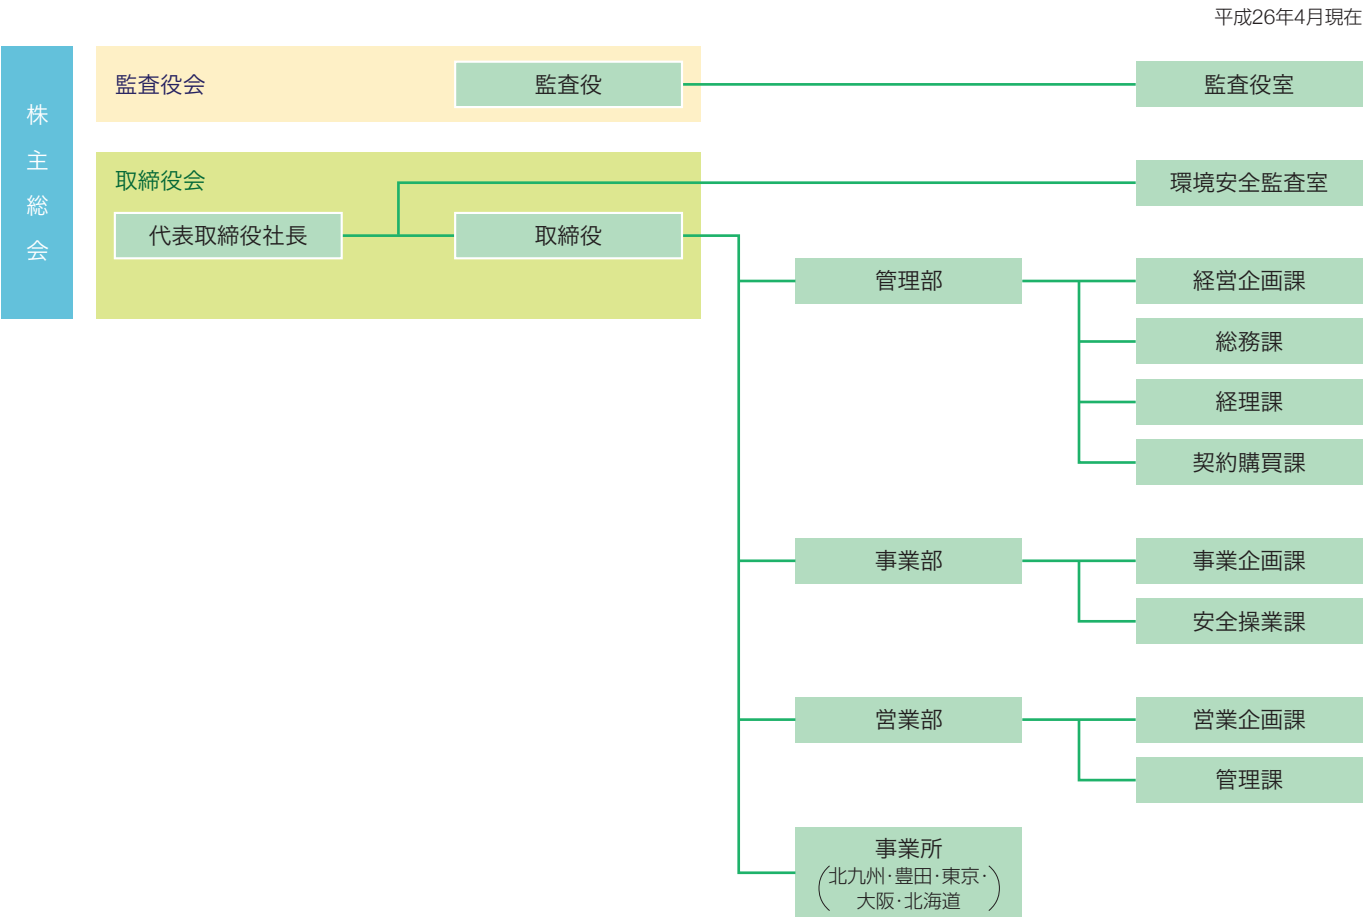 平成26年4月現在
株主総会
監査役会
監査役
監査役室
取締役会
環境安全監査室
代表取締役社長
取締役
管理部
経営企画課
総務課
経理課
契約購買課
事業部
事業企画課
安全操業課
営業部
営業企画課
管理課
事業所
(北九州·豊田·東京·
大阪·北海道)